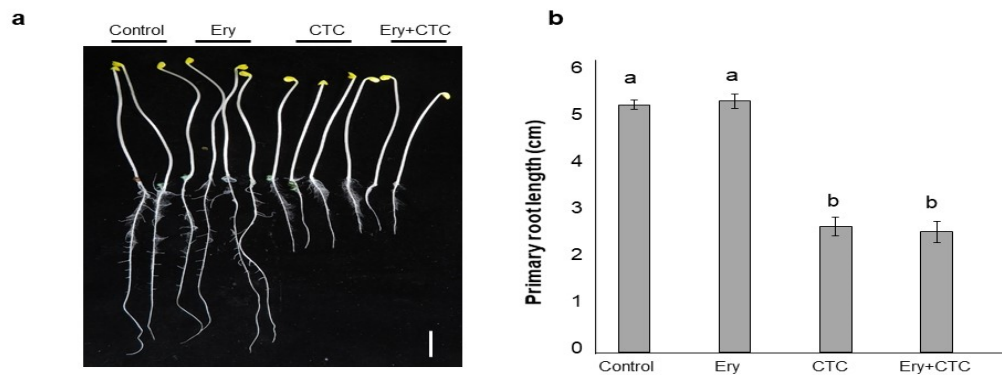 a
Control Ery CTC Ery+CTC
b
Primary root length (cm)
6
5
4
3
2
1
0
a a b b
Control Ery CTC Ery+CTC